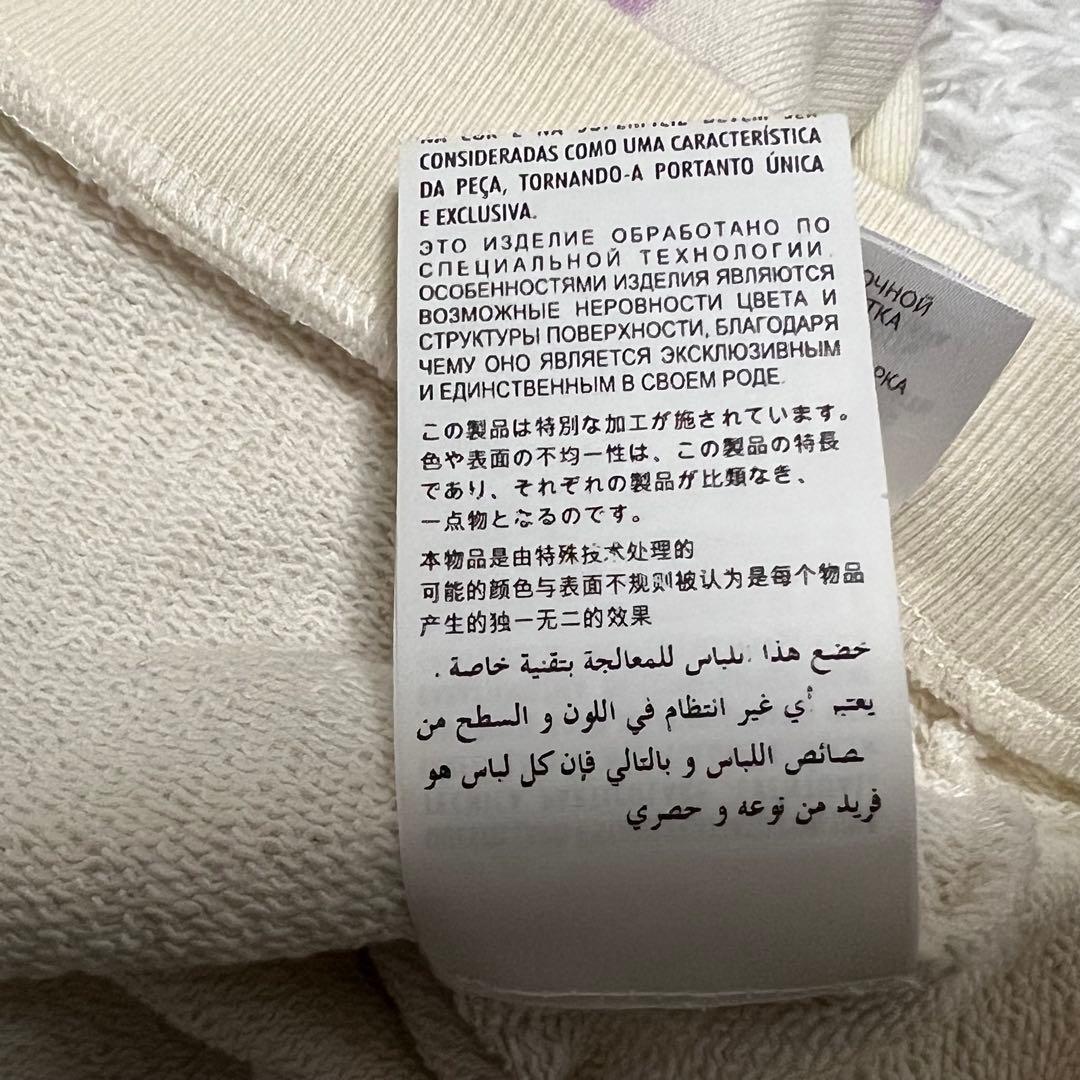 CONSIDERADAS COMO UMA CARACTERÍSTICA
DA PEÇA, TORNANDO-A PORTANTO ÚNICA
E EXCLUSIVA.
ЭТО ИЗДЕЛИЕ ОБРАБОТАНО ПО
СПЕЦИАЛЬНОЙ ТЕХНОЛОГИИ.
ОСОБЕННОСТЯМИ ИЗДЕЛИЯ ЯВЛЯЮТСЯ
ВОЗМОЖНЫЕ НЕРОВНОСТИ ЦВЕТА И
СТРУКТУРЫ ПОВЕРХНОСТИ, БЛАГОДАРЯ
ЧЕМУ ОНО ЯВЛЯЕТСЯ ЭКСКЛЮЗИВНЫМ
И ЕДИНСТВЕННЫМ В СВОЕМ РОДЕ.
この製品は特別な加工が施されています。
色や表面の不均一性は、この製品の特長
であり、それぞれの製品が比類なき、
一点物となるのです。
本物品是由特殊技术处理的
可能的颜色与表面不规则被认为是每个物品
产生的独一无二的效果
خضع هذا للمعالجة بتقنية خاصة .
أي غير انتظام في اللون و السطح من
اللباس و بالتالي فإن كل لباس هو
فريد من نوعه و حصري